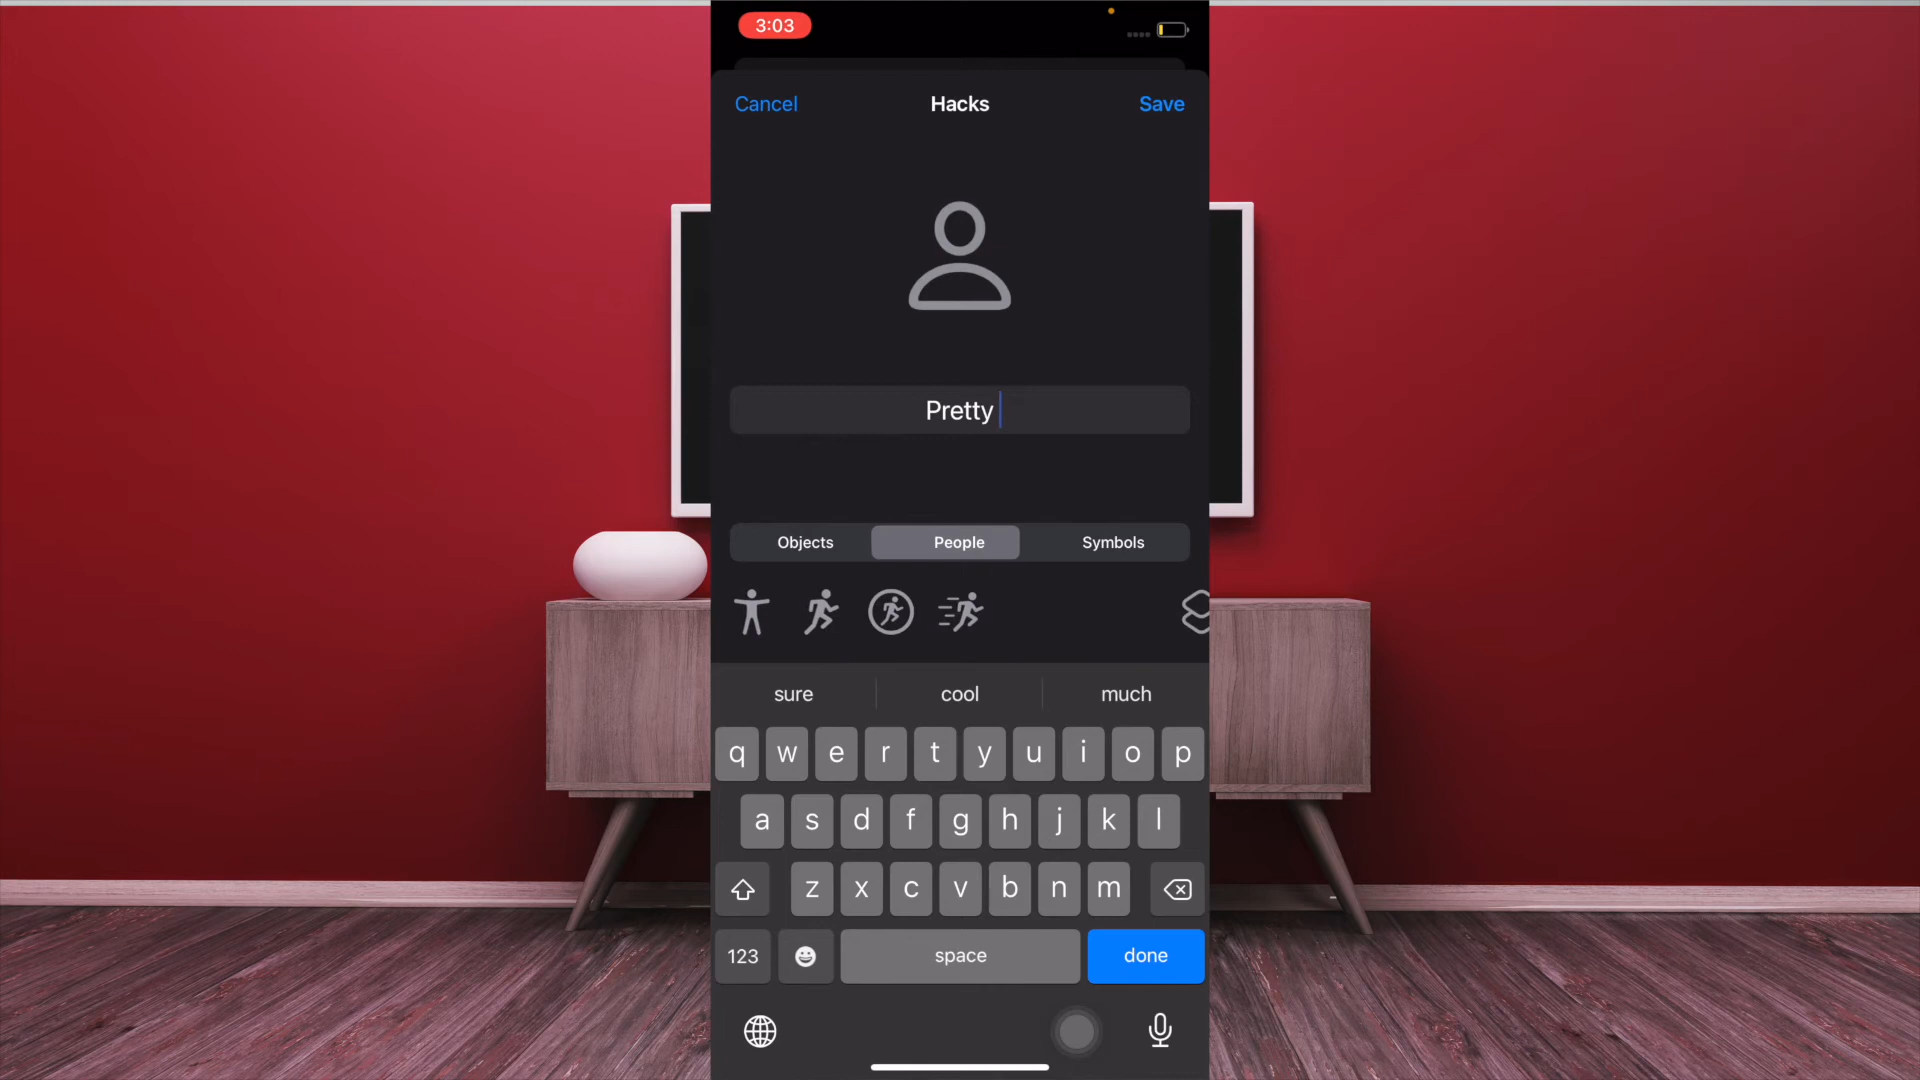 3:03
Cancel Hacks Save
Pretty
Objects People Symbols
sure cool much
q w e r t y u i o p
a s d f g h j k l
z x c v b n m
123 space done